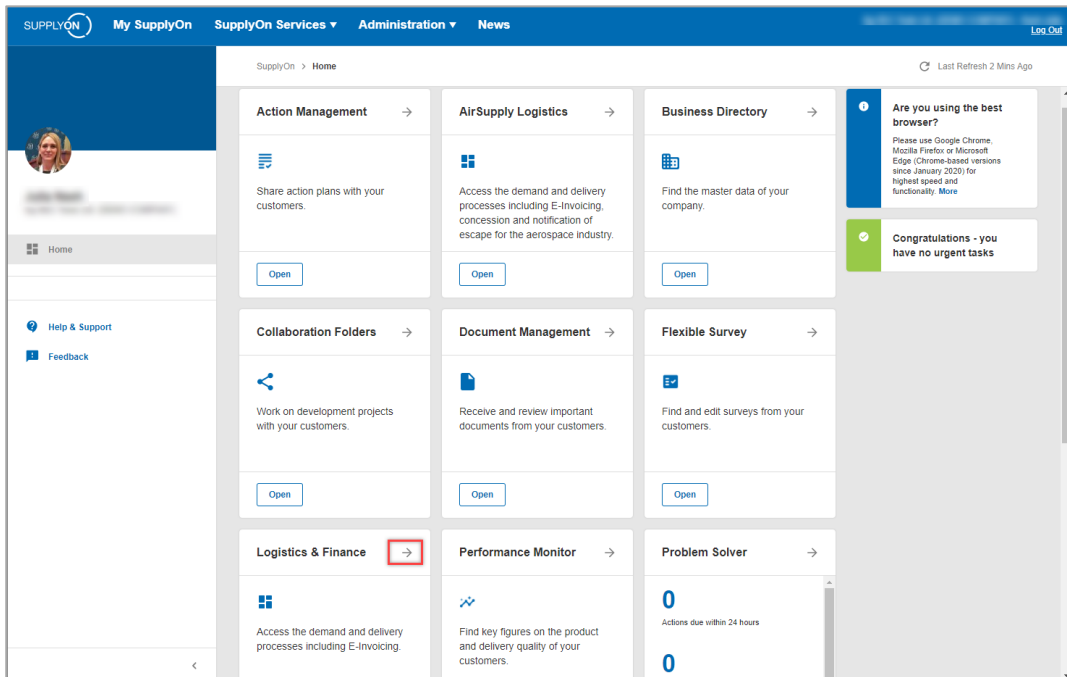 SUPPLYON My SupplyOn SupplyOn Services ▾ Administration ▾ News
Log Out
SupplyOn > Home
Last Refresh 2 Mins Ago
Home
Help & Support
Feedback
Action Management
Share action plans with your
customers.
Open
AirSupply Logistics
Access the demand and delivery
processes including E-Invoicing,
concession and notification of
escape for the aerospace industry.
Open
Business Directory
Find the master data of your
company.
Open
Are you using the best
browser?
Please use Google Chrome,
Mozilla Firefox or Microsoft
Edge (Chrome-based versions
since January 2020) for
highest speed and
functionality. More
Congratulations - you
have no urgent tasks
Collaboration Folders
Work on development projects
with your customers.
Open
Document Management
Receive and review important
documents from your customers.
Open
Flexible Survey
Find and edit surveys from your
customers.
Open
Logistics & Finance
Access the demand and delivery
processes including E-Invoicing.
Performance Monitor
Find key figures on the product
and delivery quality of your
customers.
Problem Solver
0
Actions due within 24 hours
0